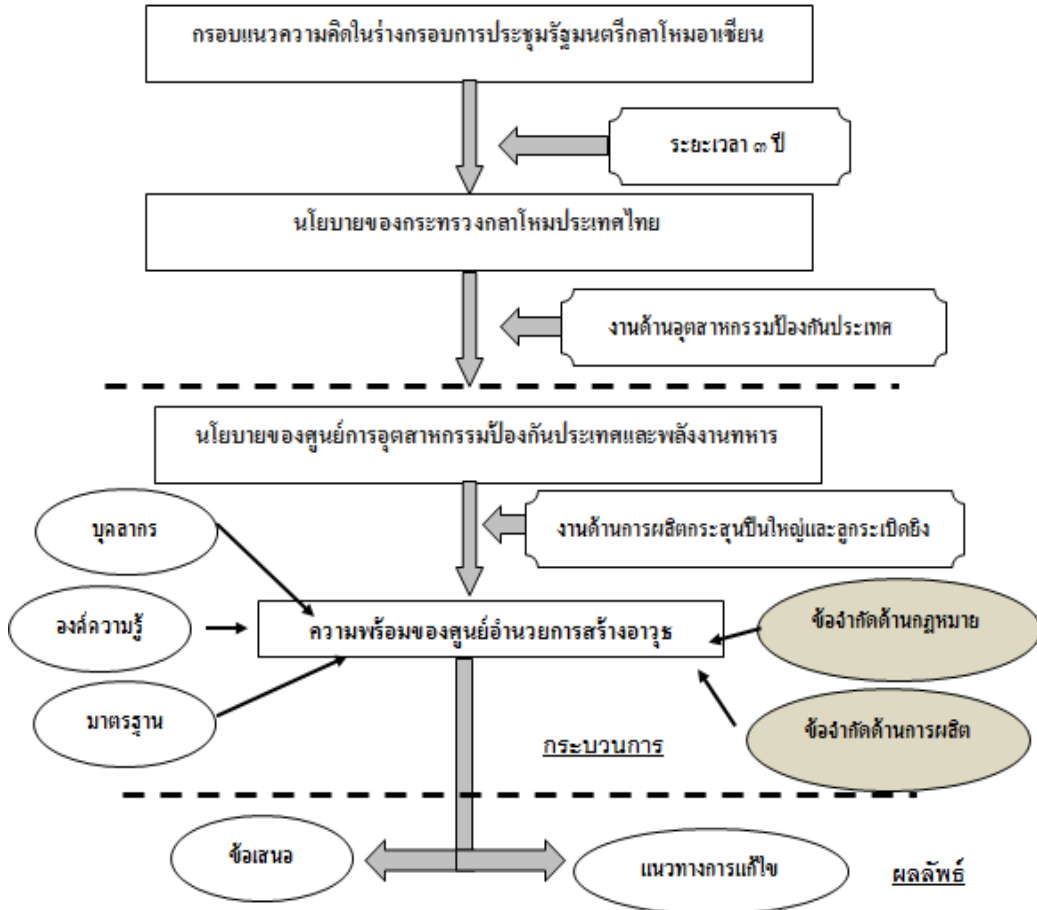 กรอบแนวความคิดในร่างกรอบการประชุมรัฐมนตรีกลาโหมอาเซียน
ระยะเวลา ๓ ปี
นโยบายของกระทรวงกลาโหมประเทศไทย
งานด้านอุตสาหกรรมป้องกันประเทศ
นโยบายของศูนย์การอุตสาหกรรมป้องกันประเทศและพลังงานทหาร
บุคลากร
งานด้านการผลิตกระสุนปืนใหญ่และลูกระเบิดยิง
องค์ความรู้
ความพร้อมของศูนย์อำนวยการสร้างอาวุธ
ข้อจำกัดด้านกฎหมาย
มาตรฐาน
ข้อจำกัดด้านการผลิต
กระบวนการ
ข้อเสนอ
แนวทางการแก้ไข
ผลลัพธ์